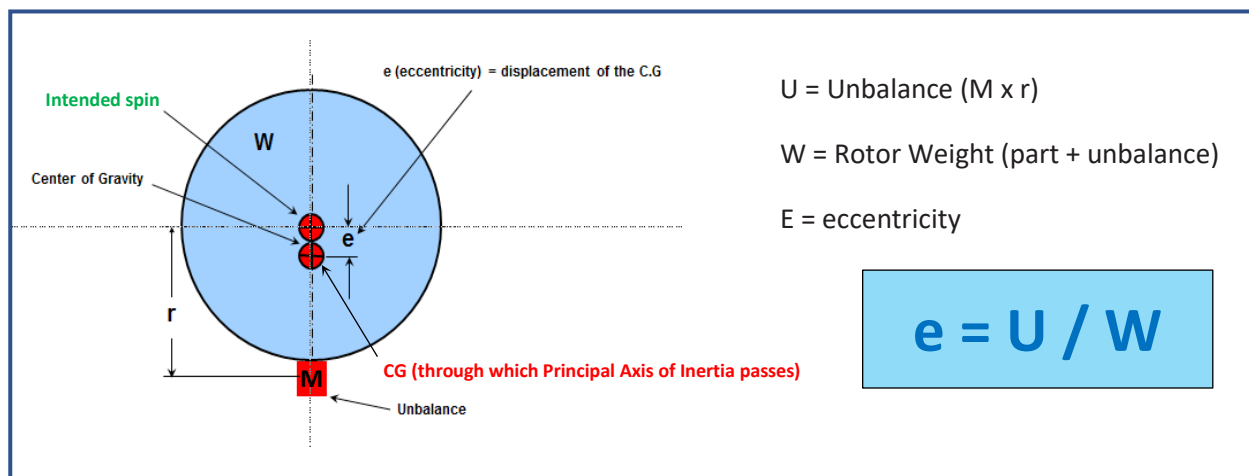 e (eccentricity) = displacement of the C.G
Intended spin
W
Center of Gravity
e
r
M
CG (through which Principal Axis of Inertia passes)
Unbalance
U = Unbalance (M x r)
W = Rotor Weight (part + unbalance)
E = eccentricity
e = U / W